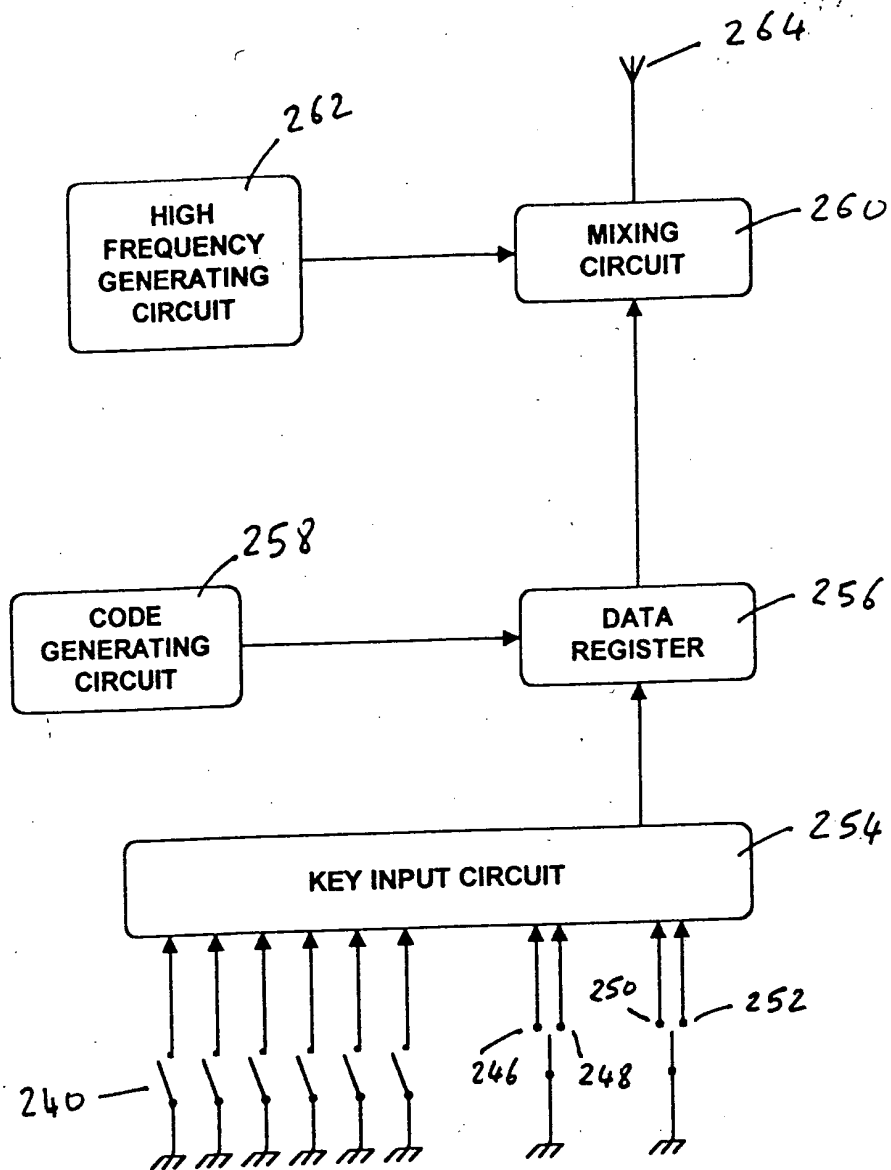 264
262
HIGH
FREQUENCY
GENERATING
CIRCUIT
MIXING
CIRCUIT
260
258
CODE
GENERATING
CIRCUIT
DATA
REGISTER
256
254
KEY INPUT CIRCUIT
240
246
248
250
252